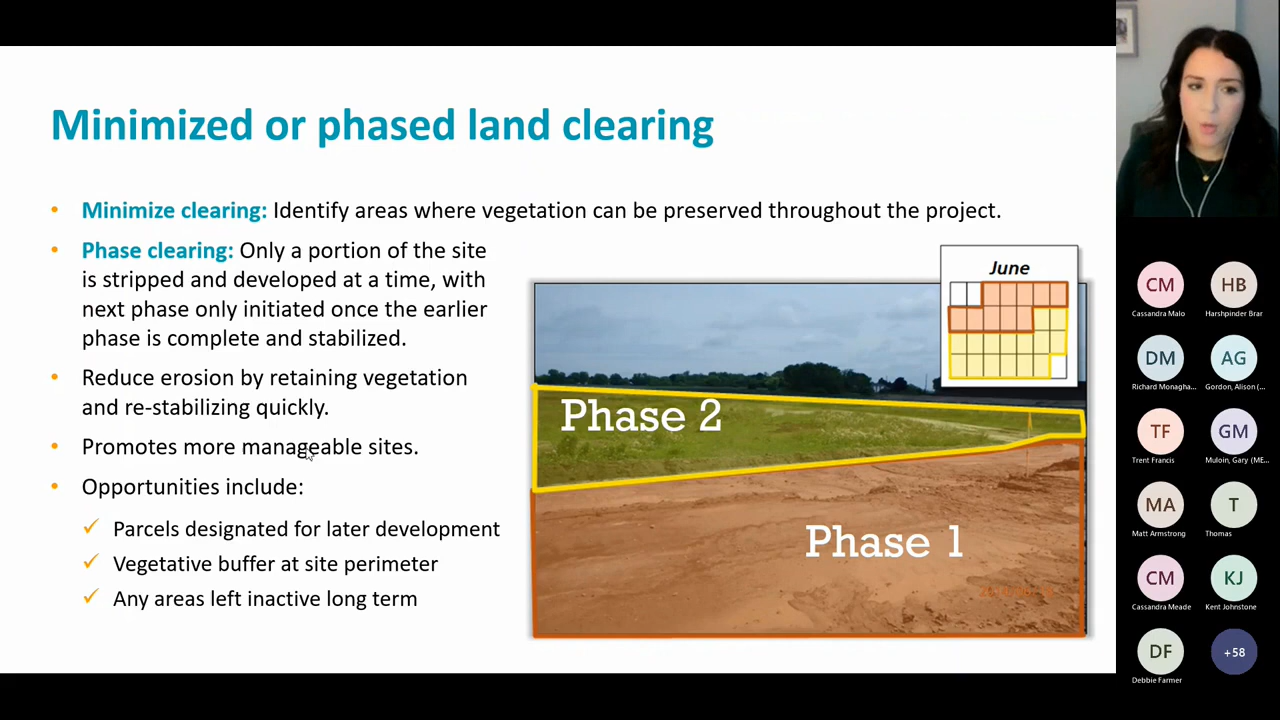 Minimized or phased land clearing
• Minimize clearing: Identify areas where vegetation can be preserved throughout the project.
• Phase clearing: Only a portion of the site
is stripped and developed at a time, with
next phase only initiated once the earlier
phase is complete and stabilized.
• Reduce erosion by retaining vegetation
and re-stabilizing quickly.
• Promotes more manageable sites.
• Opportunities include:
✓ Parcels designated for later development
✓ Vegetative buffer at site perimeter
✓ Any areas left inactive long term
June
Phase 2
Phase 1
CM
HB
Cassandra Malo
Harshpinder Brar
DM
AG
Richard Monagha...
Gordon, Alison (...
TF
GM
Trent Francis
Muloin, Gary (ME...
MA
T
Matt Armstrong
Thomas
CM
KJ
Cassandra Meade
Kent Johnstone
DF
+58
Debbie Farmer